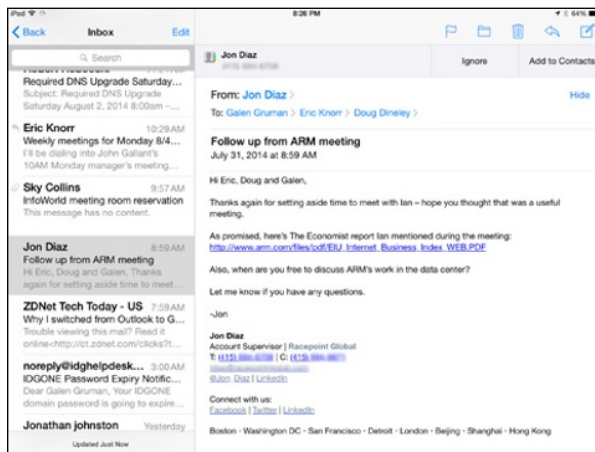 iPad
8:26 PM
64%
Back
Inbox
Edit
Search
Required DNS Upgrade Saturday...
Subject: Required DNS Upgrade
Saturday August 2, 2014 8:00am –...
Eric Knorr 10:29 AM
Weekly meetings for Monday 8/4...
I'll be dialing into John Gallant's
10AM Monday manager's meeting...
Sky Collins 9:57 AM
InfoWorld meeting room reservation
This message has no content.
Jon Diaz 8:59 AM
Follow up from ARM meeting
Hi Eric, Doug and Galen, Thanks
again for setting aside time to meet...
ZDNet Tech Today - US 7:59 AM
Why I switched from Outlook to G...
Trouble viewing this mail? Read it
online<http://ct.zdnet.com/clicks?t...
noreply@idghelpdesk... 3:00 AM
IDGONE Password Expiry Notific...
Dear Galen Gruman, Your IDGONE
domain password is going to expire...
Jonathan johnston Yesterday
Updated Just Now
Jon Diaz
Ignore
Add to Contacts
From: Jon Diaz
Hide
To: Galen Gruman Eric Knorr Doug Dineley
Follow up from ARM meeting
July 31, 2014 at 8:59 AM
Hi Eric, Doug and Galen,
Thanks again for setting aside time to meet with Ian – hope you thought that was a useful
meeting.
As promised, here's The Economist report Ian mentioned during the meeting:
http://www.arm.com/files/pdf/EIU_Internet_Business_Index_WEB.PDF
Also, when are you free to discuss ARM's work in the data center?
Let me know if you have any questions.
-Jon
Jon Diaz
Account Supervisor | Racepoint Global
T: (415) | C: (415)
@Jon_Diaz | LinkedIn
Connect with us:
Facebook | Twitter | LinkedIn
Boston - Washington DC - San Francisco - Detroit - London - Beijing - Shanghai - Hong Kong